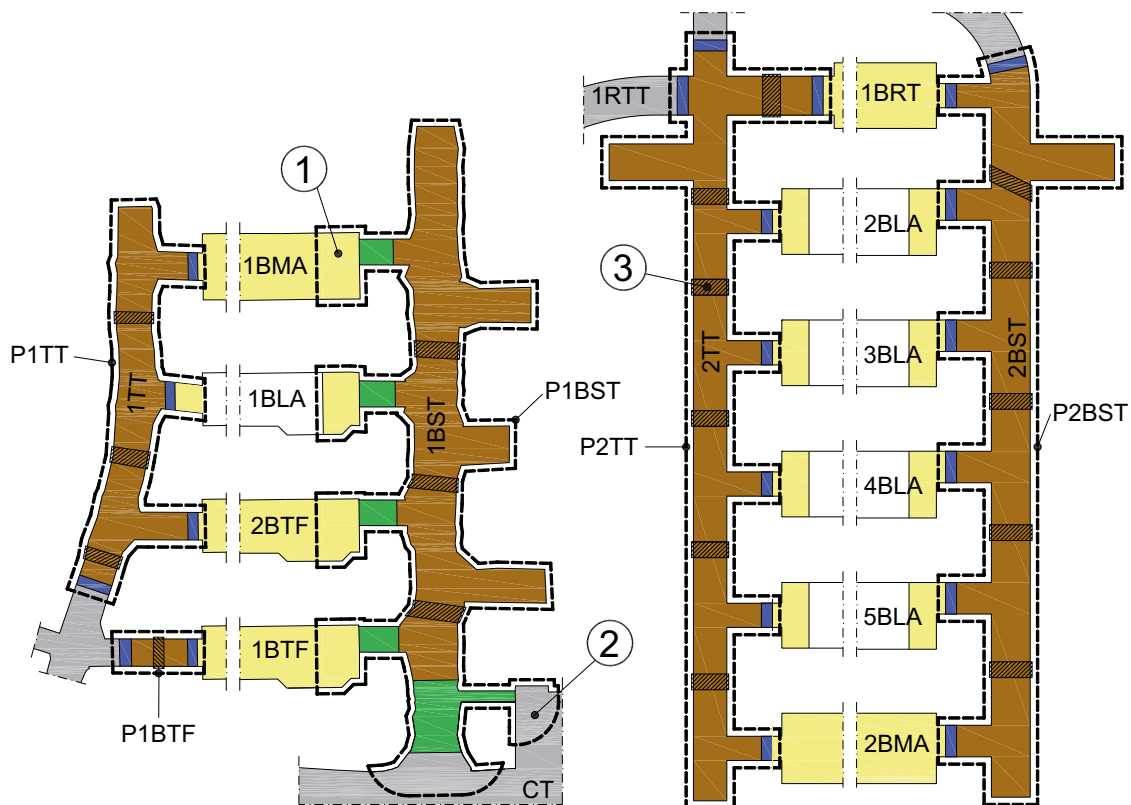 1RTT
1BRT
1
1BMA
2BLA
3
P1TT
1TT
1BLA
P1BST
1BST
2TT
3BLA
2BST
P2BST
P2TT
2BTF
4BLA
1BTF
2
5BLA
P1BTF
2BMA
CT